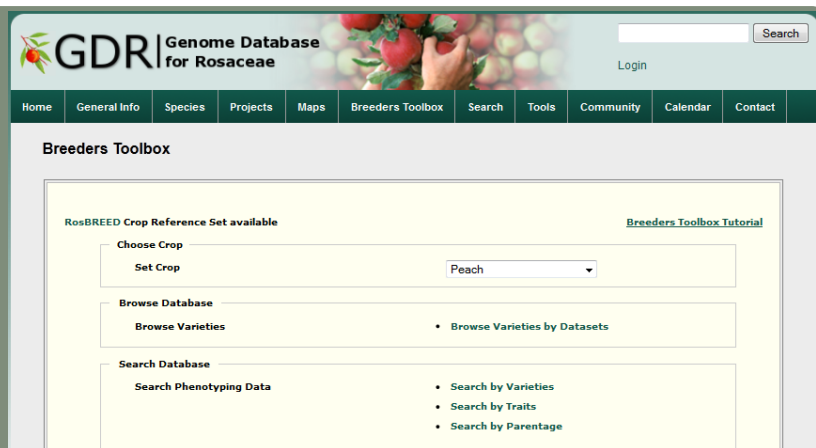 GDR Genome Database
for Rosaceae
Search
Login
Home General Info Species Projects Maps Breeders Toolbox Search Tools Community Calendar Contact
Breeders Toolbox
RosBREED Crop Reference Set available Breeders Toolbox Tutorial
Choose Crop
Set Crop Peach
Browse Database
Browse Varieties • Browse Varieties by Datasets
Search Database
Search Phenotyping Data • Search by Varieties
• Search by Traits
• Search by Parentage